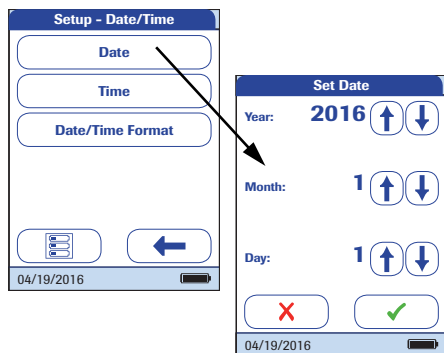 Setup - Date/Time
Date
Time
Date/Time Format
04/19/2016
Set Date
Year: 2016
Month: 1
Day: 1
04/19/2016